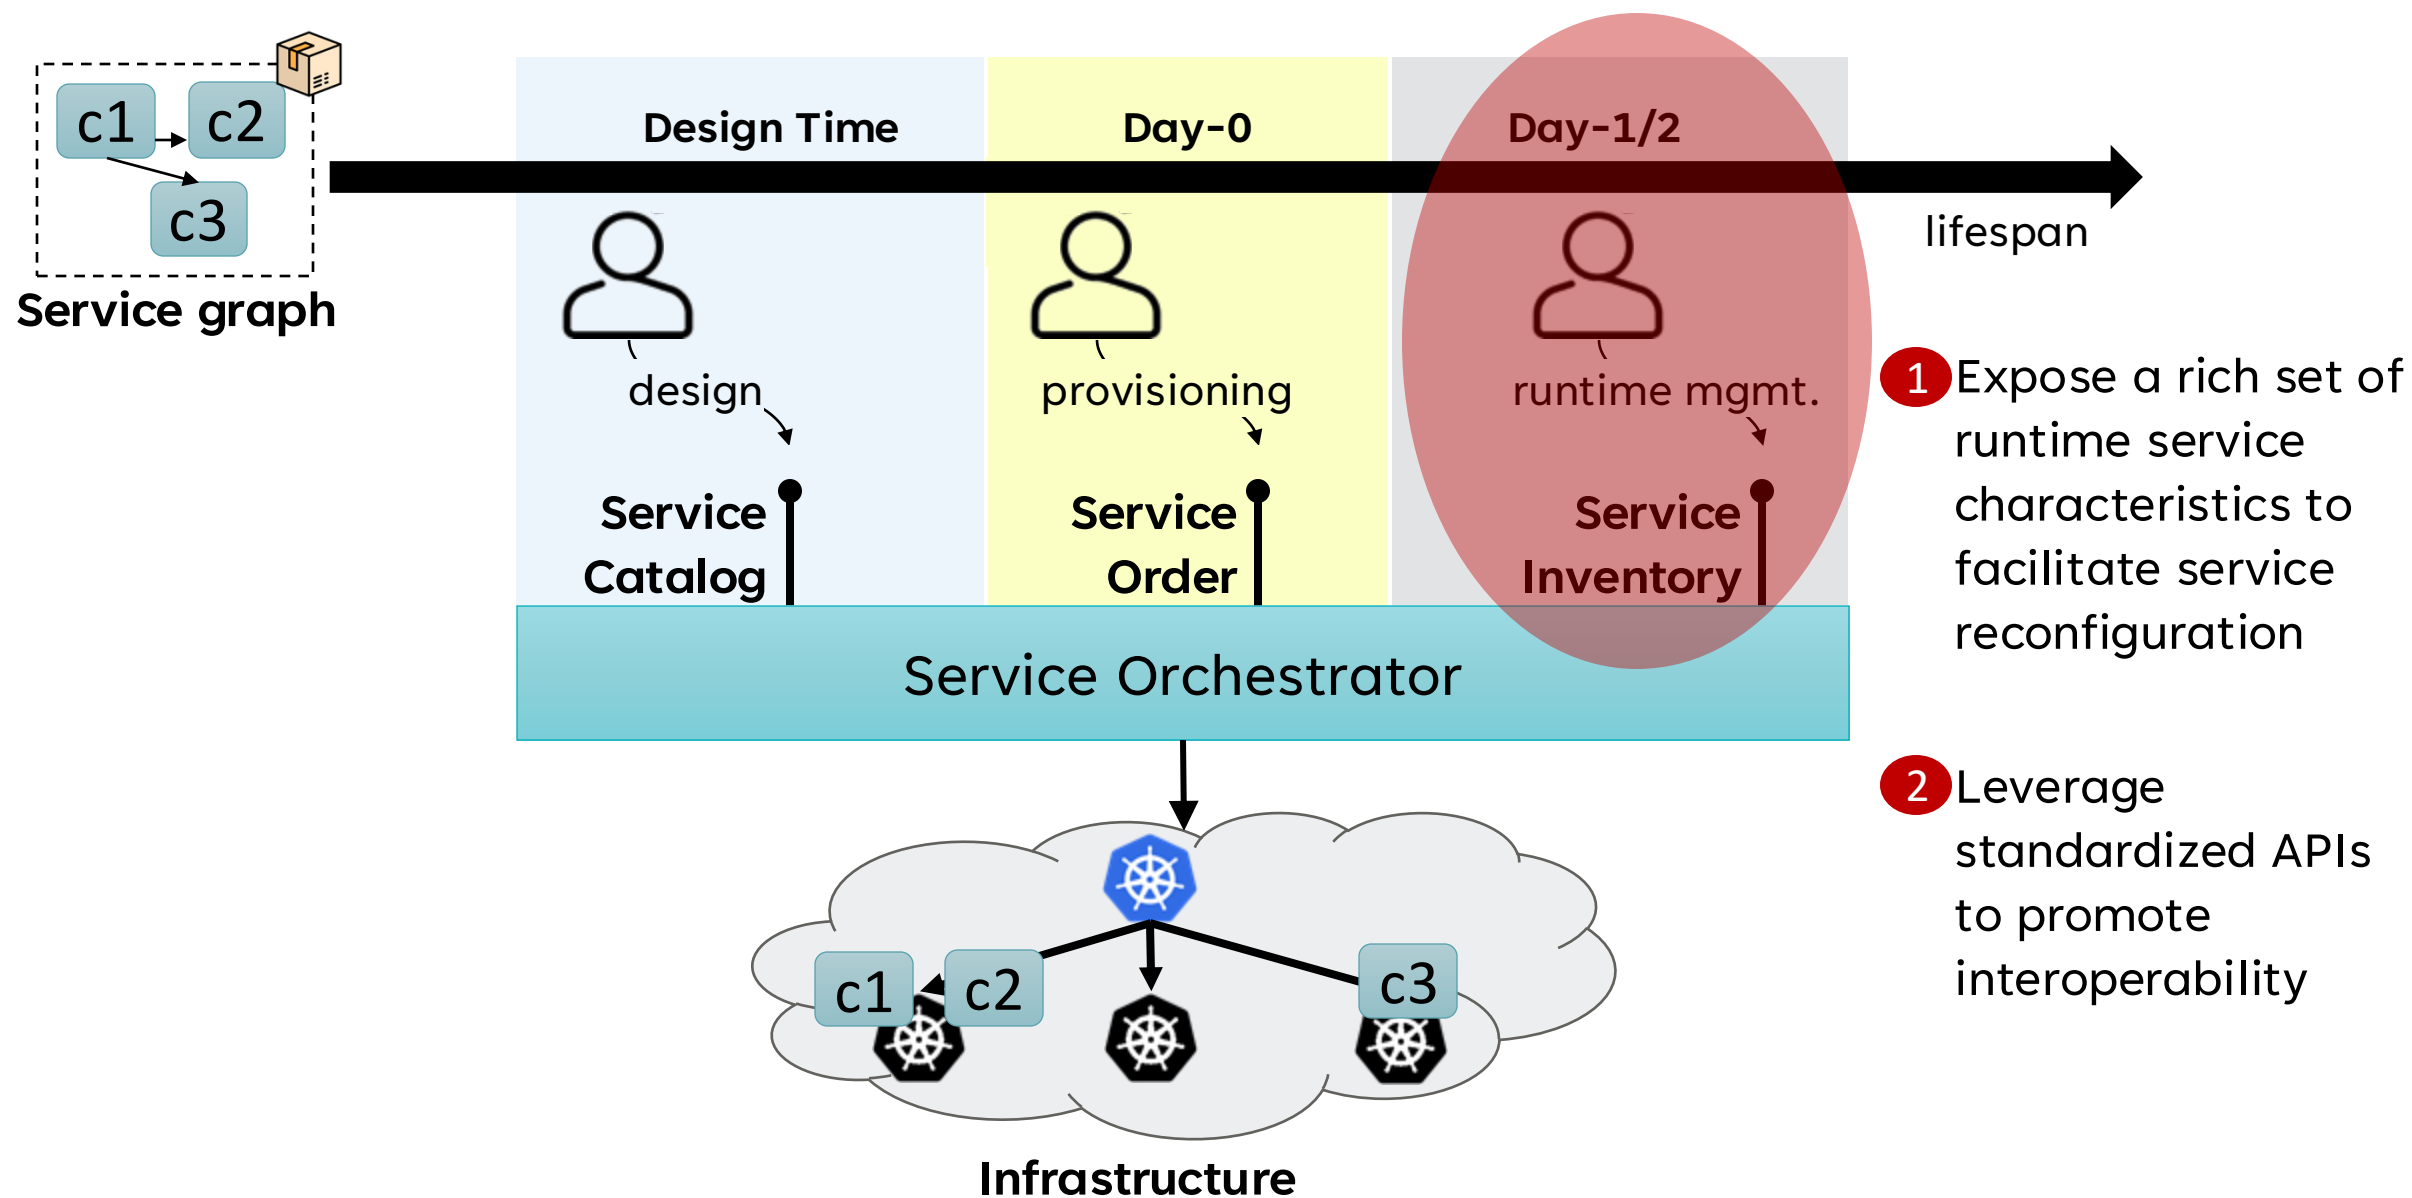 c1
c2
c3
Service graph
Design Time
Day-0
Day-1/2
lifespan
design
provisioning
runtime mgmt.
Service
Catalog
Service
Order
Service
Inventory
Service Orchestrator
1 Expose a rich set of
runtime service
characteristics to
facilitate service
reconfiguration
2 Leverage
standardized APIs
to promote
interoperability
c1
c2
c3
Infrastructure